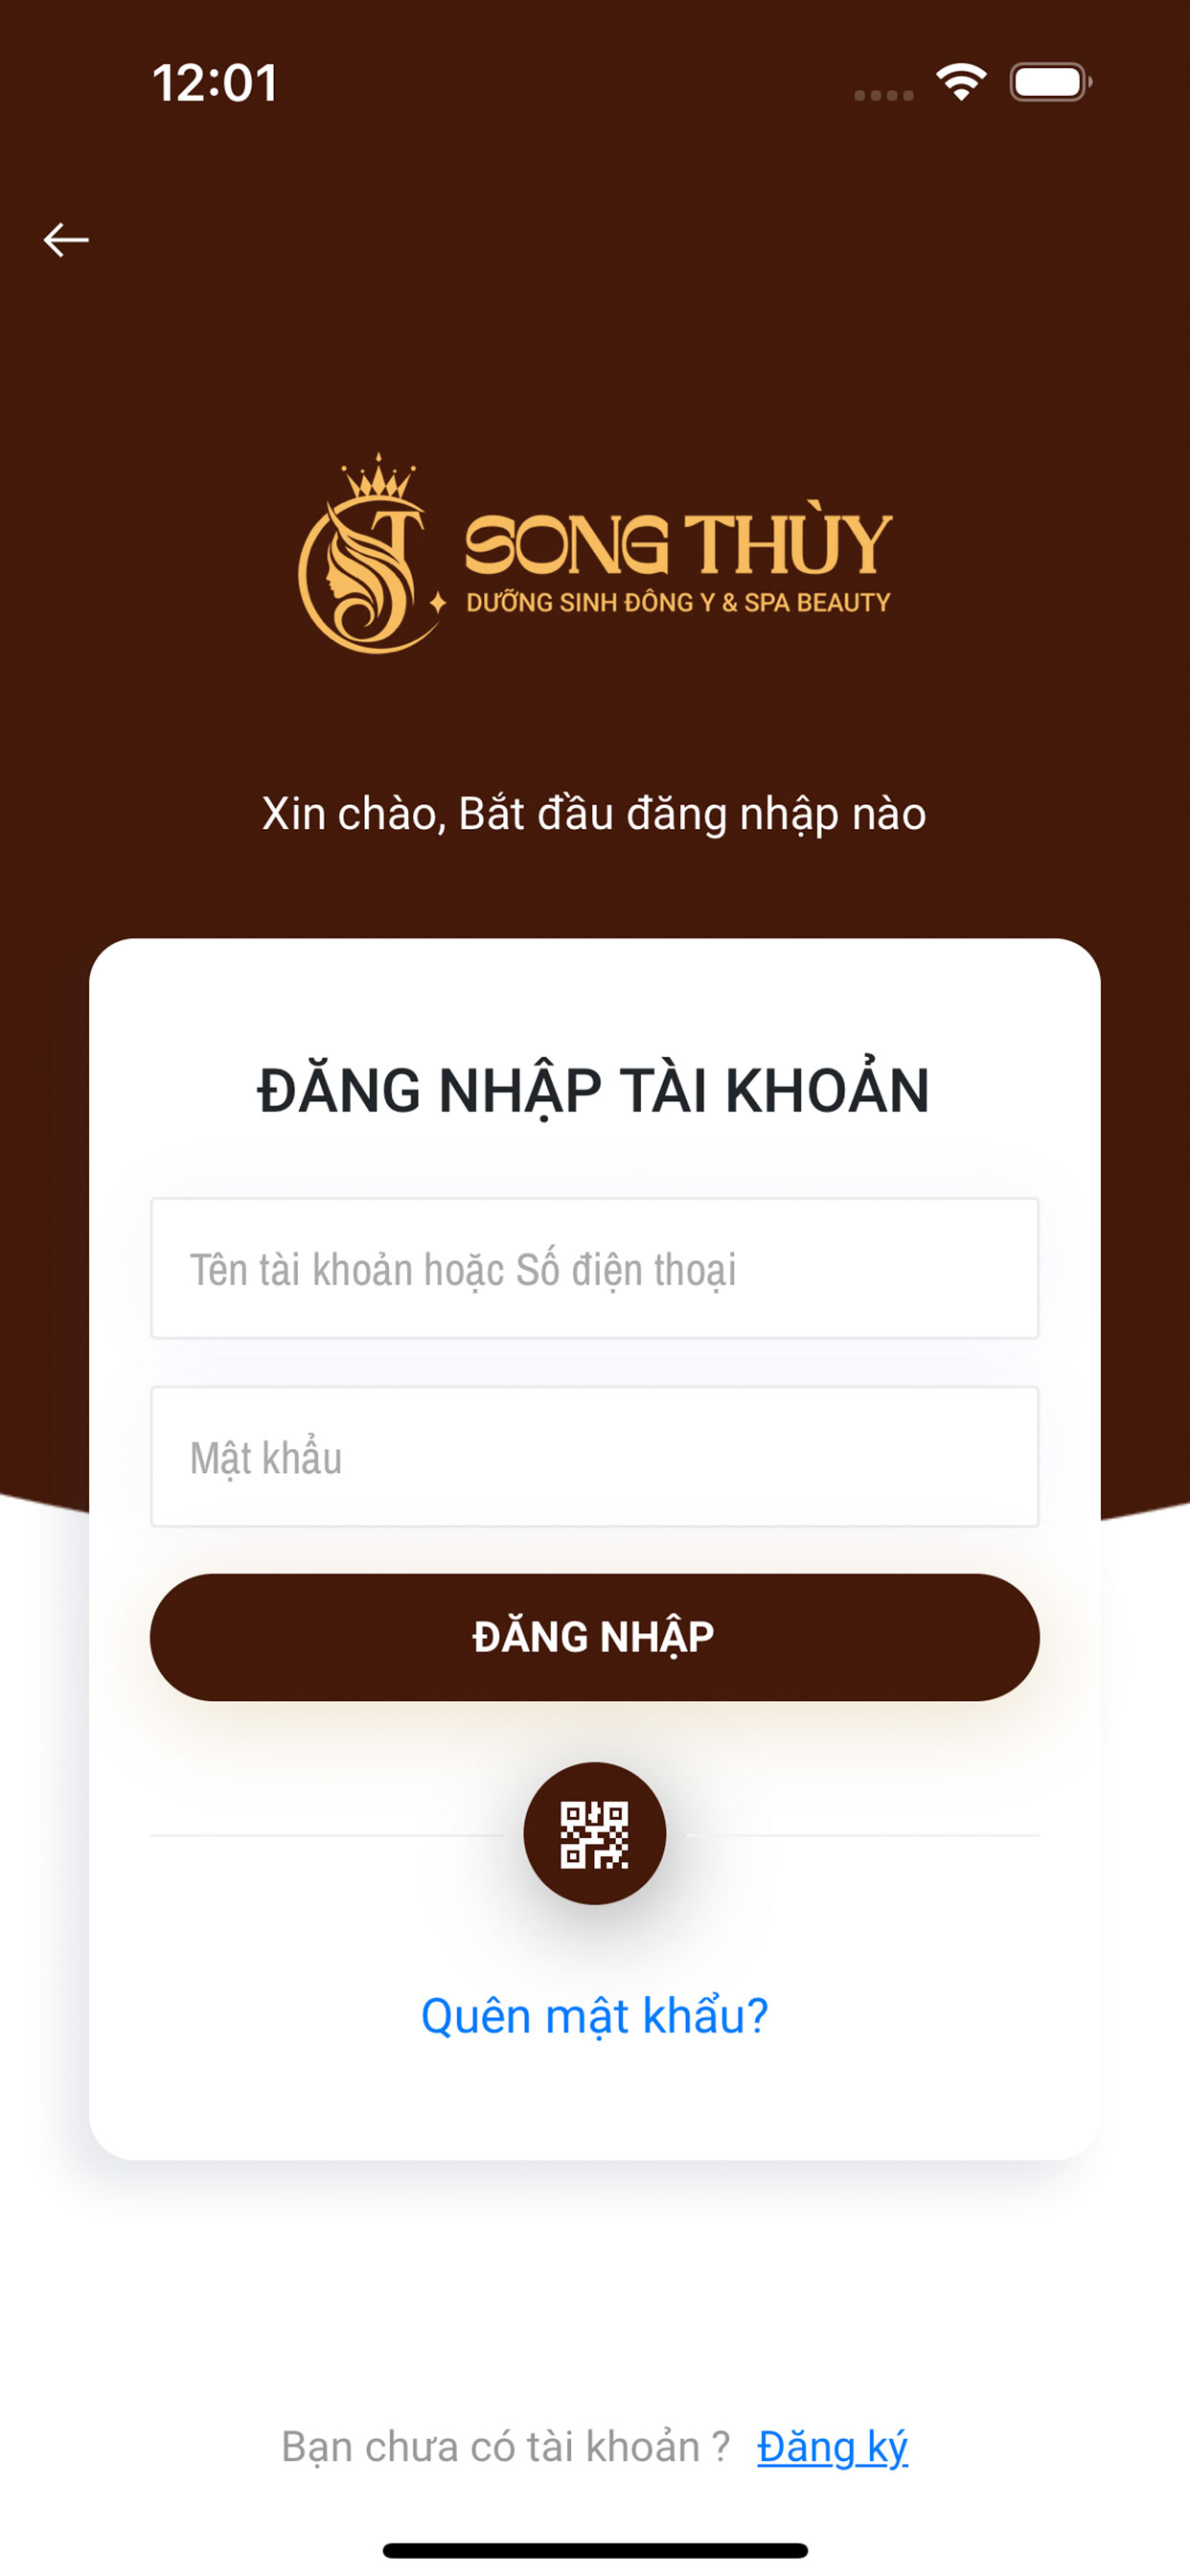 12:01
SONG THÙY
DƯỠNG SINH ĐÔNG Y & SPA BEAUTY
Xin chào, Bắt đầu đăng nhập nào
ĐĂNG NHẬP TÀI KHOẢN
Tên tài khoản hoặc Số điện thoại
Mật khẩu
ĐĂNG NHẬP
Quên mật khẩu?
Bạn chưa có tài khoản ? Đăng ký